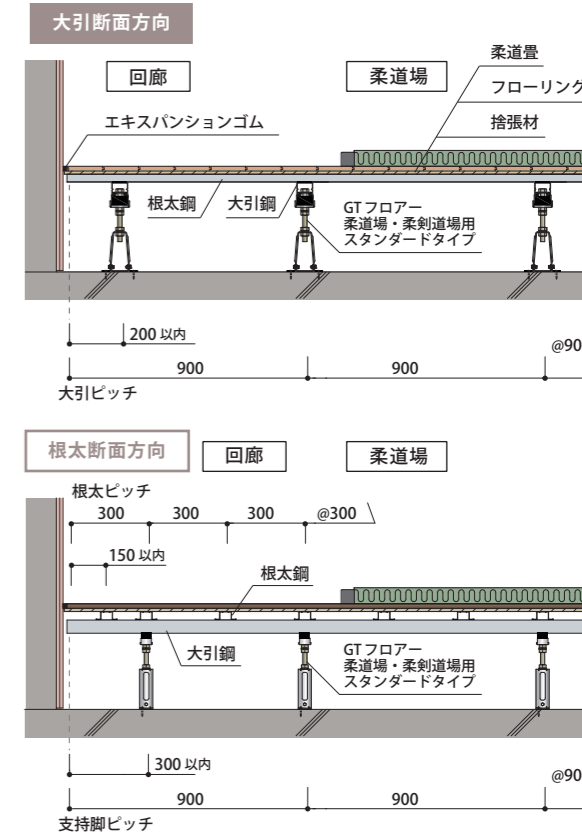 大引断面方向
回廊
柔道場
柔道畳
フローリング
捨張材
エキスパンションゴム
根太鋼
大引鋼
GTフロアー
柔道場・柔剣道場用
スタンダードタイプ
200 以内
@90
900
900
大引ピッチ
根太断面方向
回廊
柔道場
根太ピッチ
300
300
300
@300
150 以内
根太鋼
大引鋼
GTフロアー
柔道場・柔剣道場用
スタンダードタイプ
300 以内
@90
900
900
支持脚ピッチ